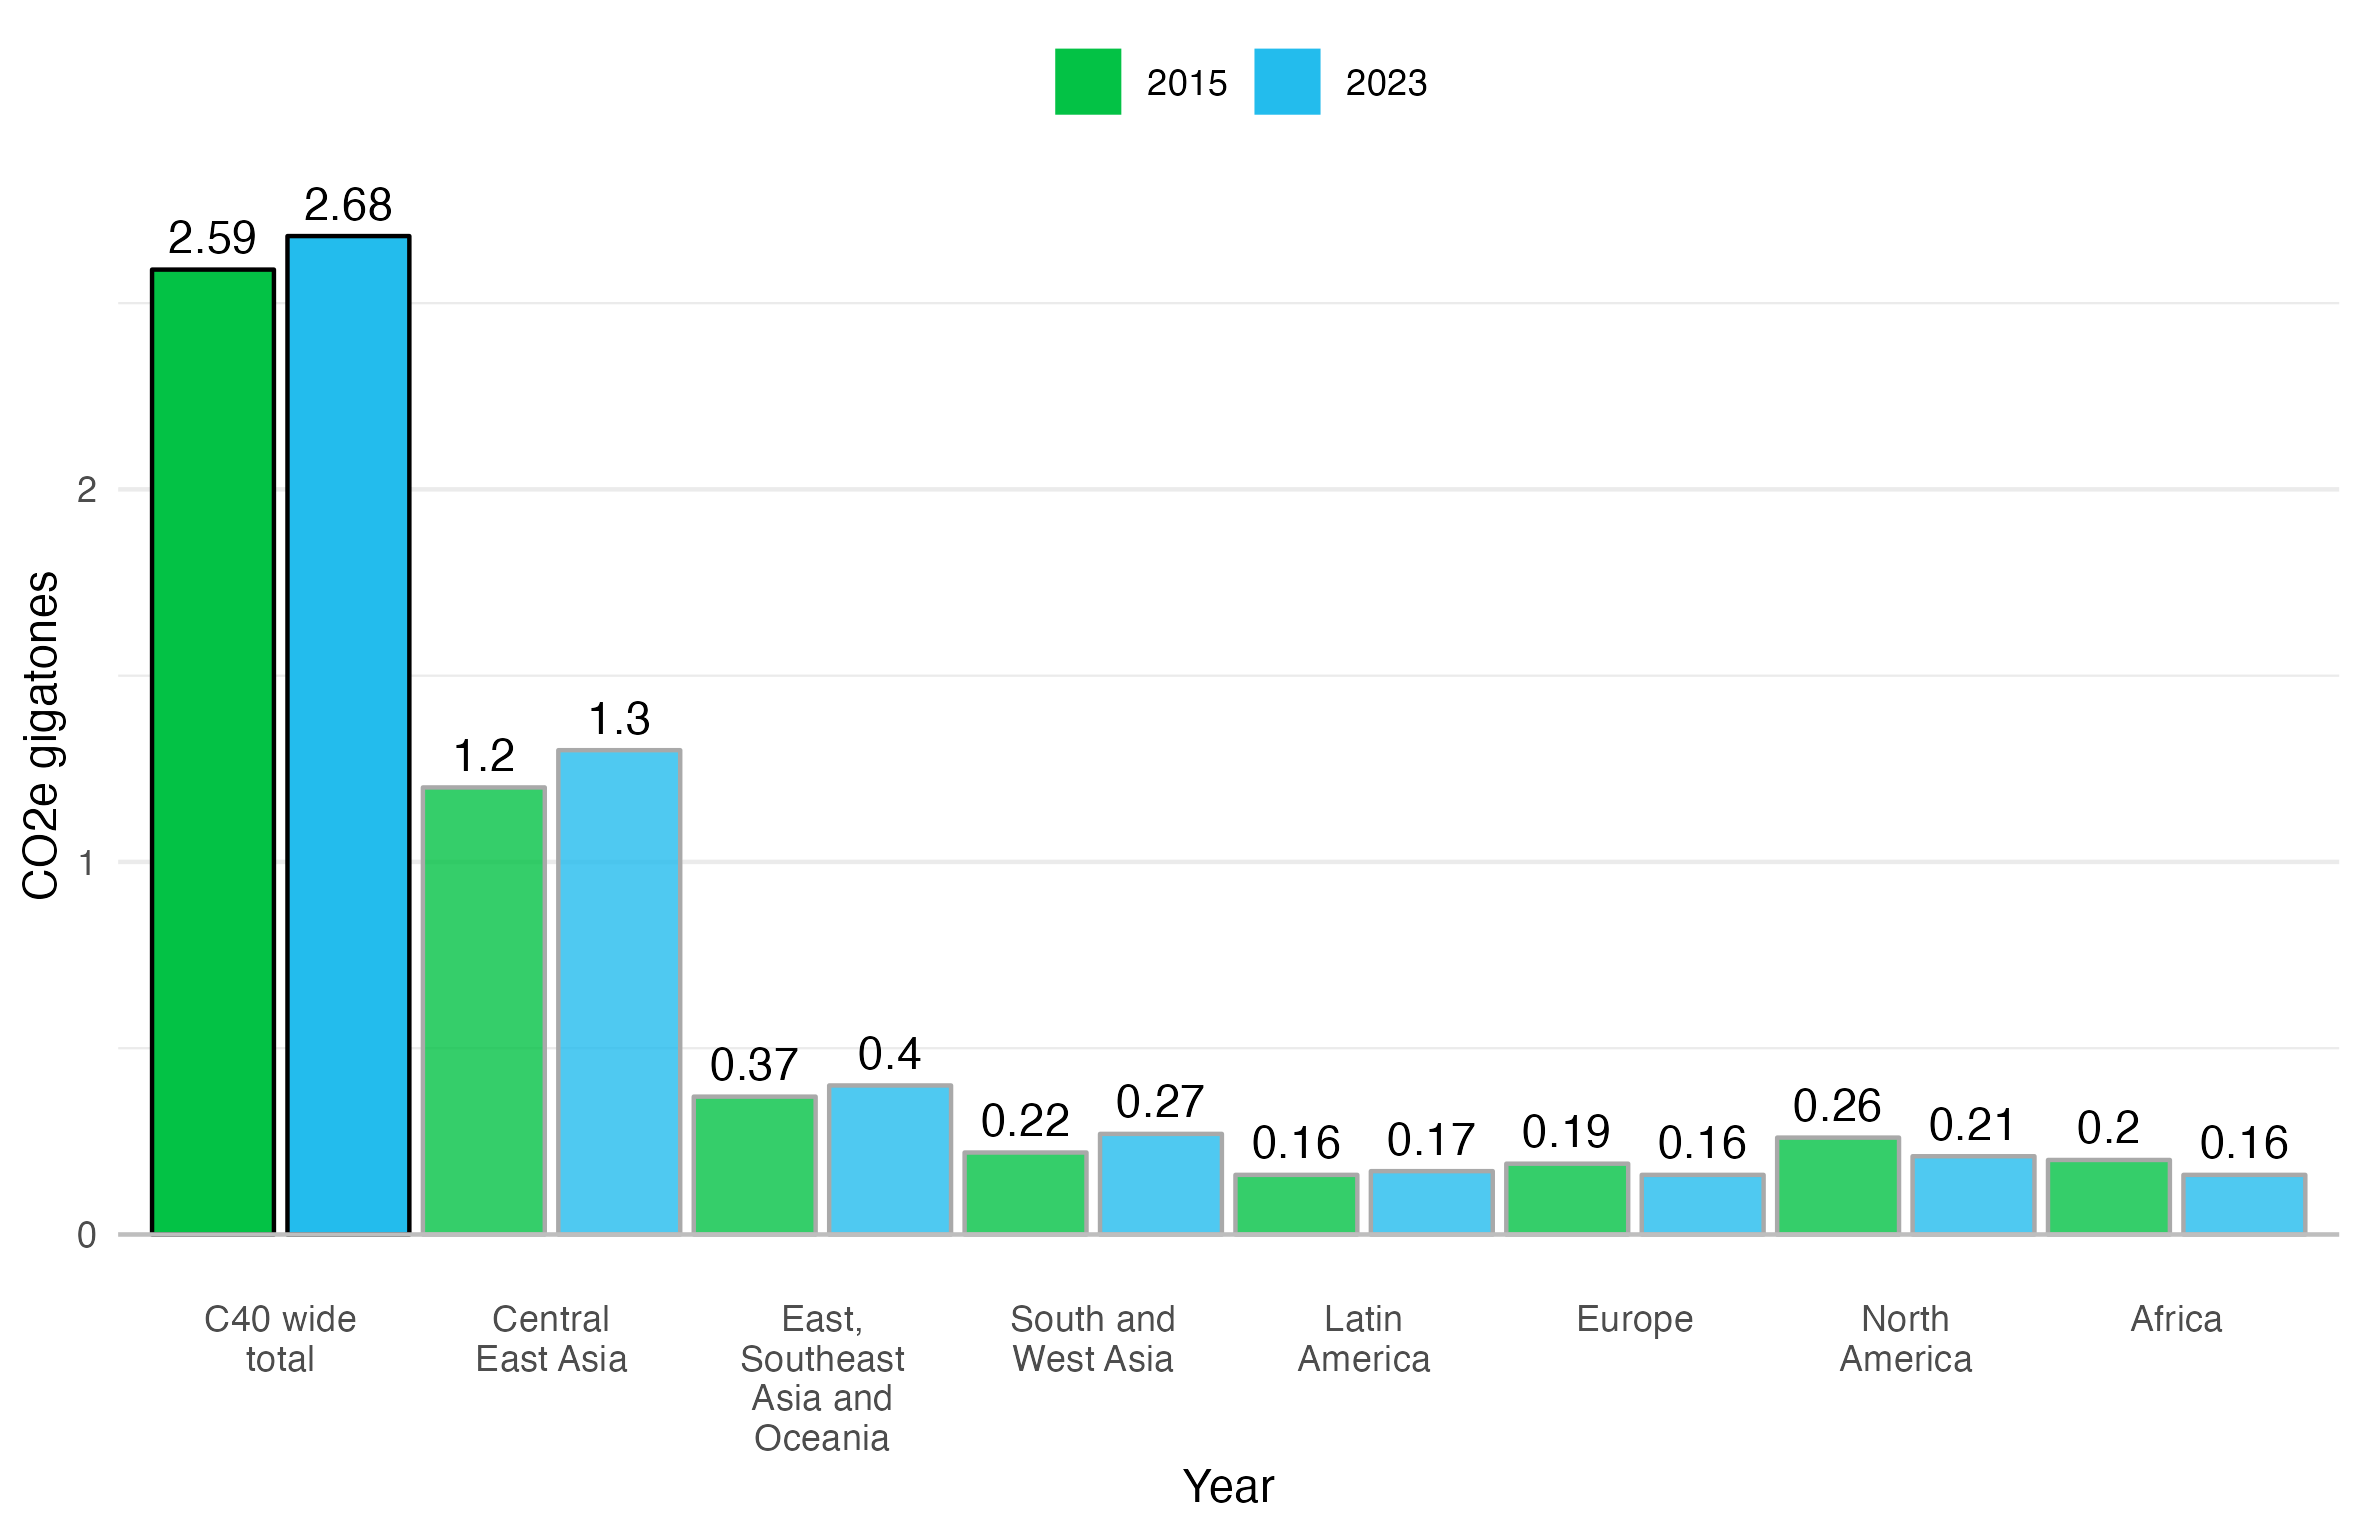 2015 2023
2.59 2.68
1.2 1.3
0.37 0.4
0.22 0.27
0.16 0.17
0.19 0.16
0.26 0.21
0.2 0.16
2
1
0
CO2e gigatones
C40 wide
total
Central
East Asia
East,
Southeast
Asia and
Oceania
South and
West Asia
Latin
America
Europe
North
America
Africa
Year